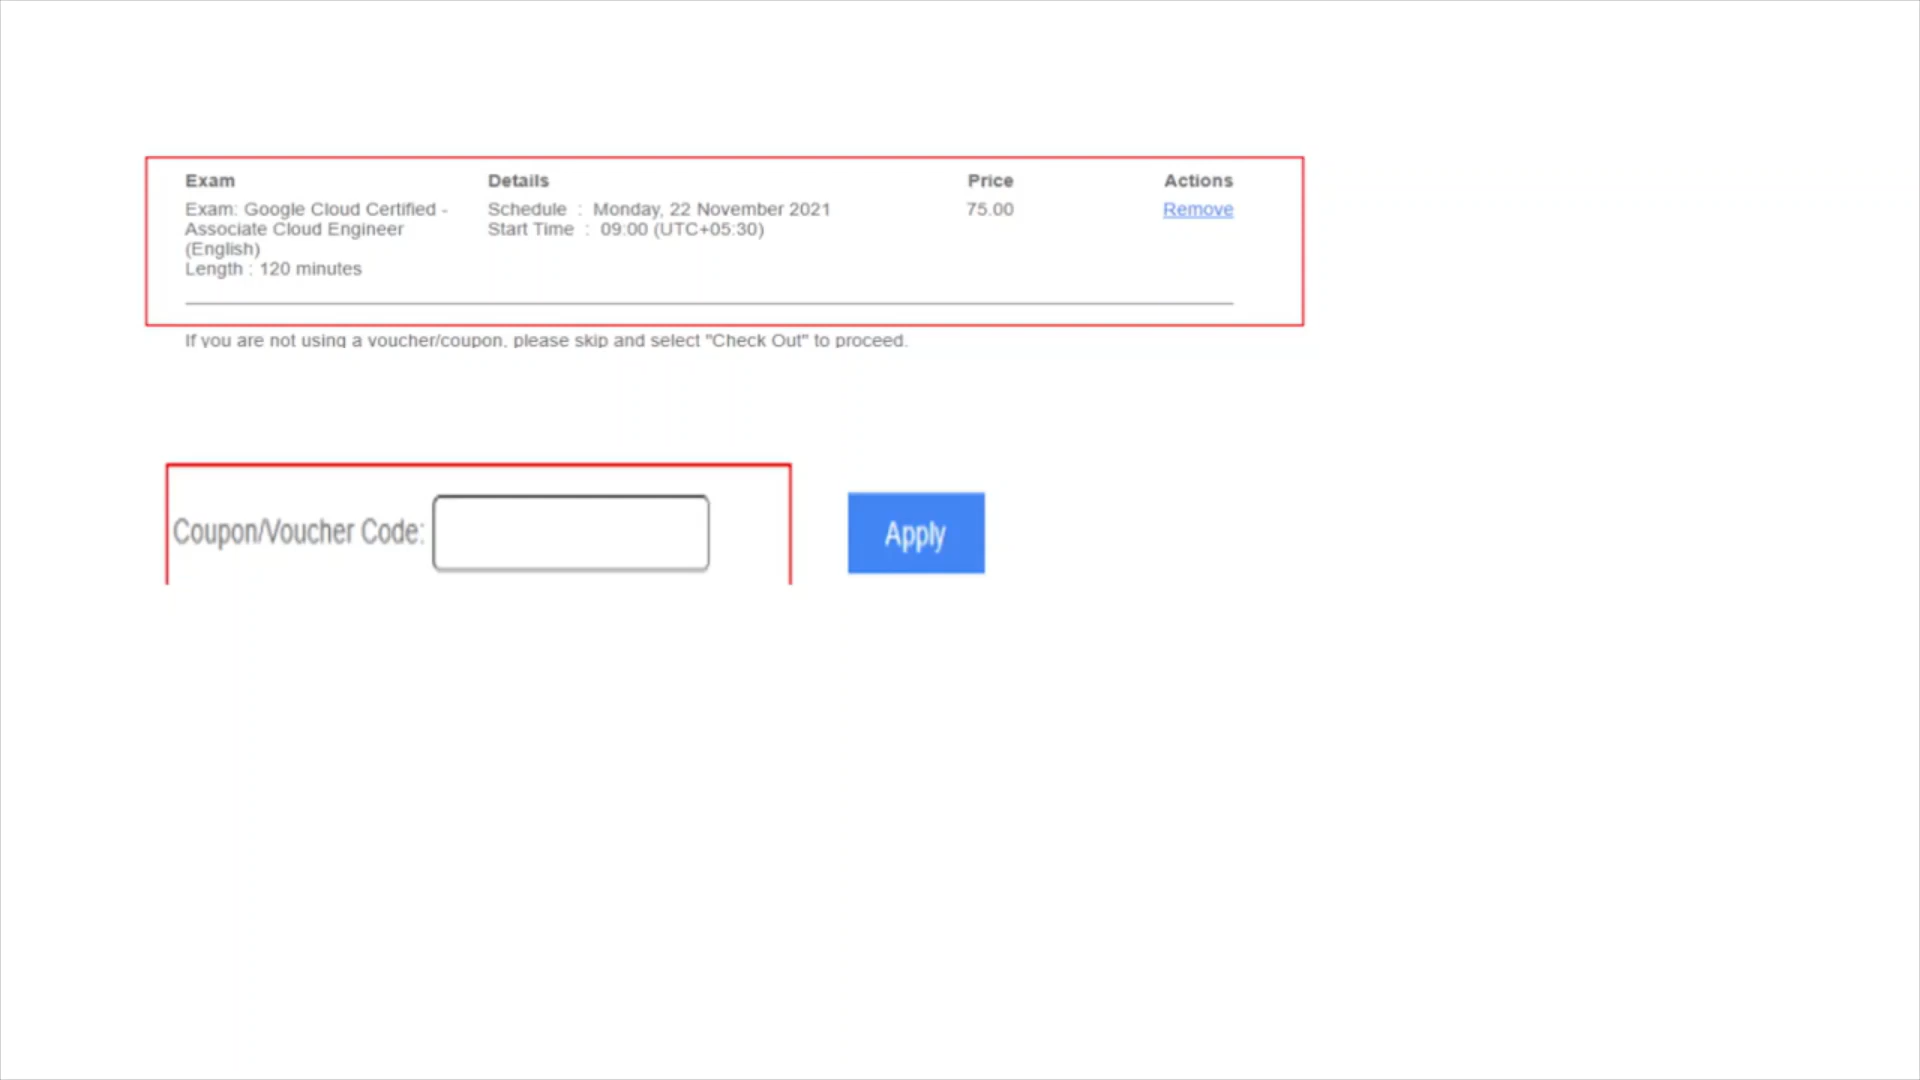 Exam Details Price Actions
Exam: Google Cloud Certified - Schedule : Monday, 22 November 2021 75.00 Remove
Associate Cloud Engineer Start Time : 09:00 (UTC+05:30)
(English)
Length : 120 minutes
If you are not using a voucher/coupon, please skip and select "Check Out" to proceed.
Coupon/Voucher Code: Apply